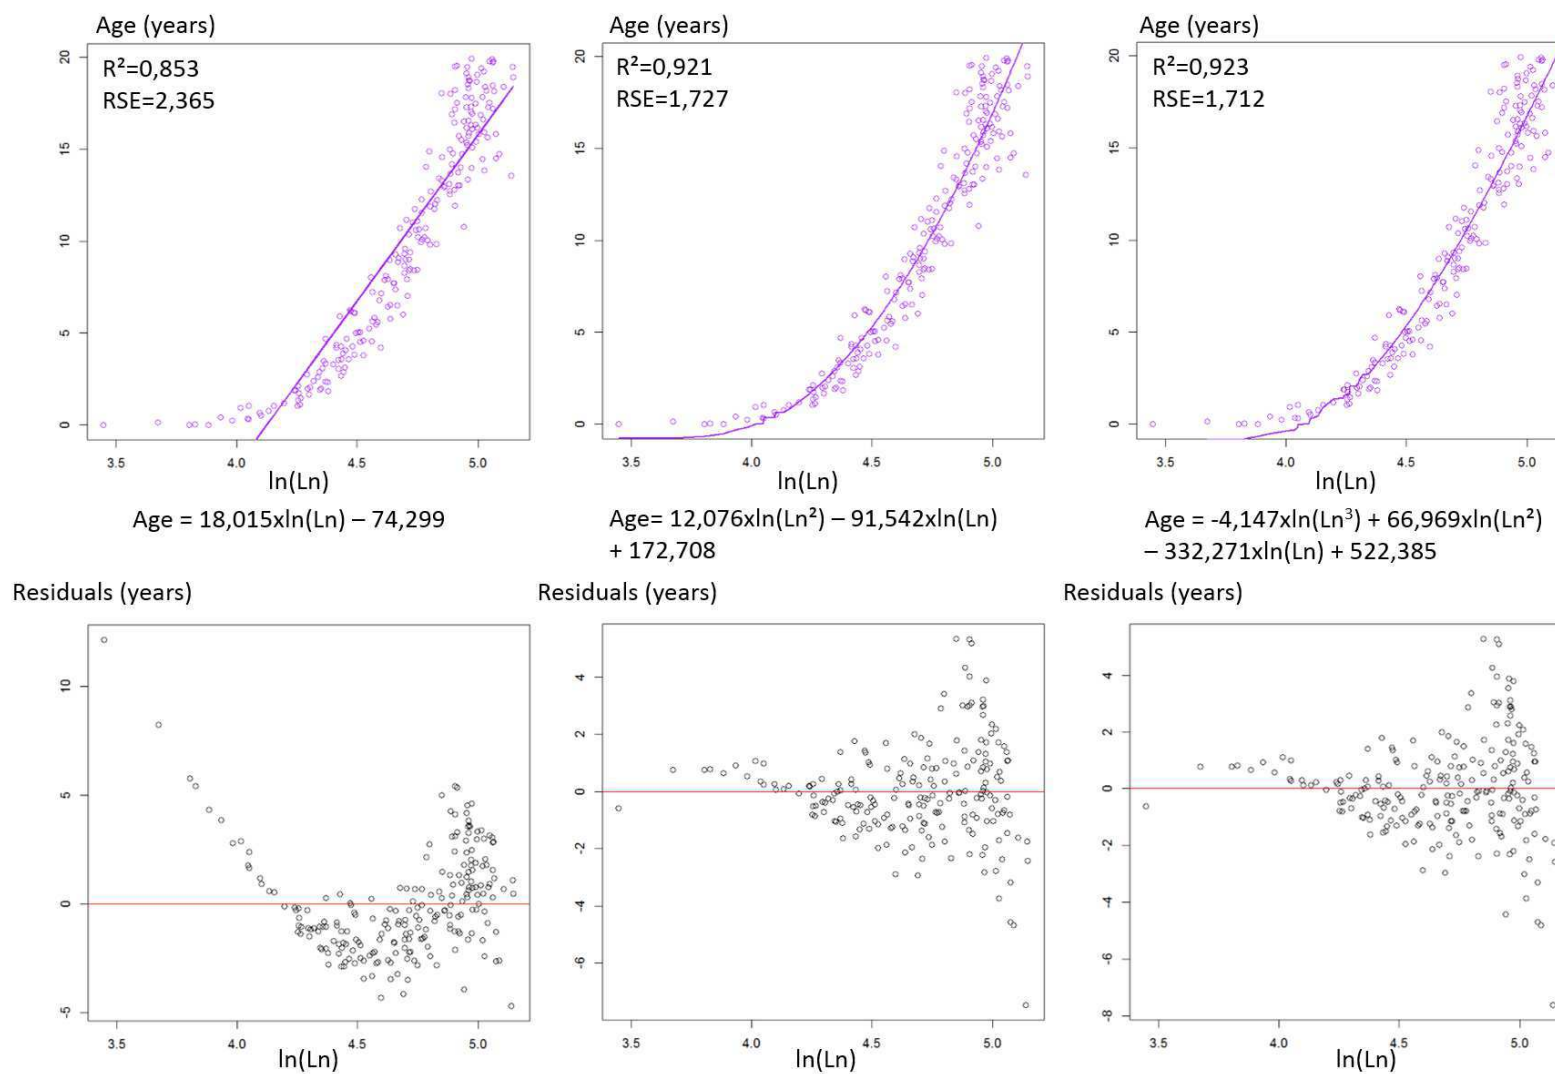 Age (years)
R²=0,853
RSE=2,365
20
15
10
5
0
3.5 4.0 4.5 5.0
ln(Ln)
Age = 18,015xln(Ln) – 74,299
Age (years)
R²=0,921
RSE=1,727
20
15
10
5
0
3.5 4.0 4.5 5.0
ln(Ln)
Age= 12,076xln(Ln²) – 91,542xln(Ln)
+ 172,708
Age (years)
R²=0,923
RSE=1,712
20
15
10
5
0
3.5 4.0 4.5 5.0
ln(Ln)
Age = -4,147xln(Ln³) + 66,969xln(Ln²)
– 332,271xln(Ln) + 522,385
Residuals (years)
10
5
0
-5
3.5 4.0 4.5 5.0
ln(Ln)
Residuals (years)
4
2
0
-2
-4
-6
3.5 4.0 4.5 5.0
ln(Ln)
Residuals (years)
4
2
0
-2
-4
-6
-8
3.5 4.0 4.5 5.0
ln(Ln)